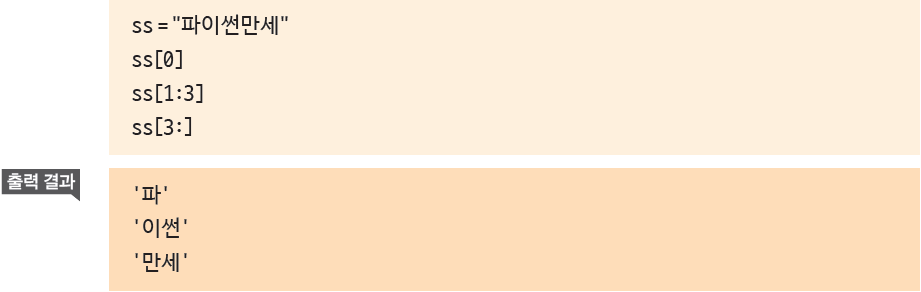 ss = "파이썬만세"
ss[0]
ss[1:3]
ss[3:]
출력 결과
'파'
'이썬'
'만세'